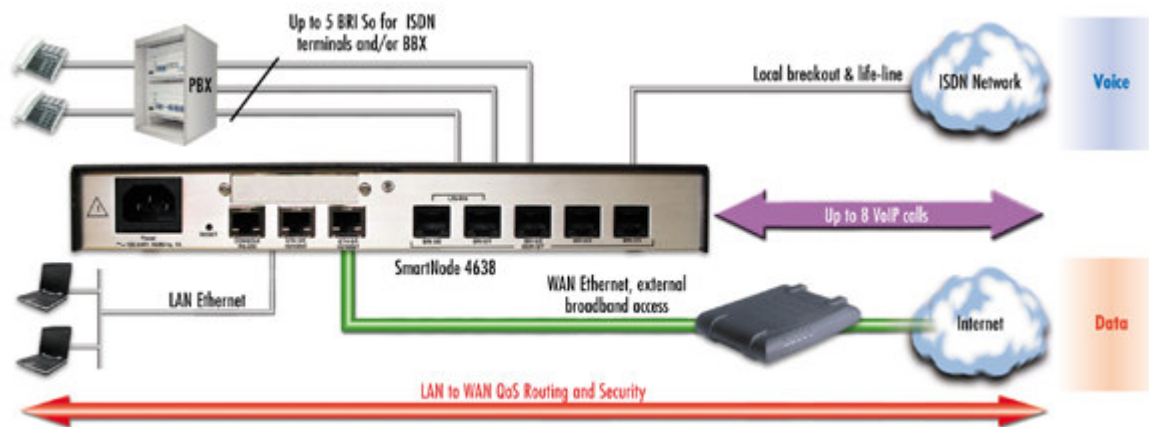 Up to 5 BRI So for ISDN
terminals and/or BBX
PBX
Local breakout & life-line
ISDN Network
Voice
Up to 8 VoIP calls
RESET
CONSOLE
SmartNode 4638
LAN Ethernet
WAN Ethernet, external
broadband access
Internet
Data
LAN to WAN QoS Routing and Security